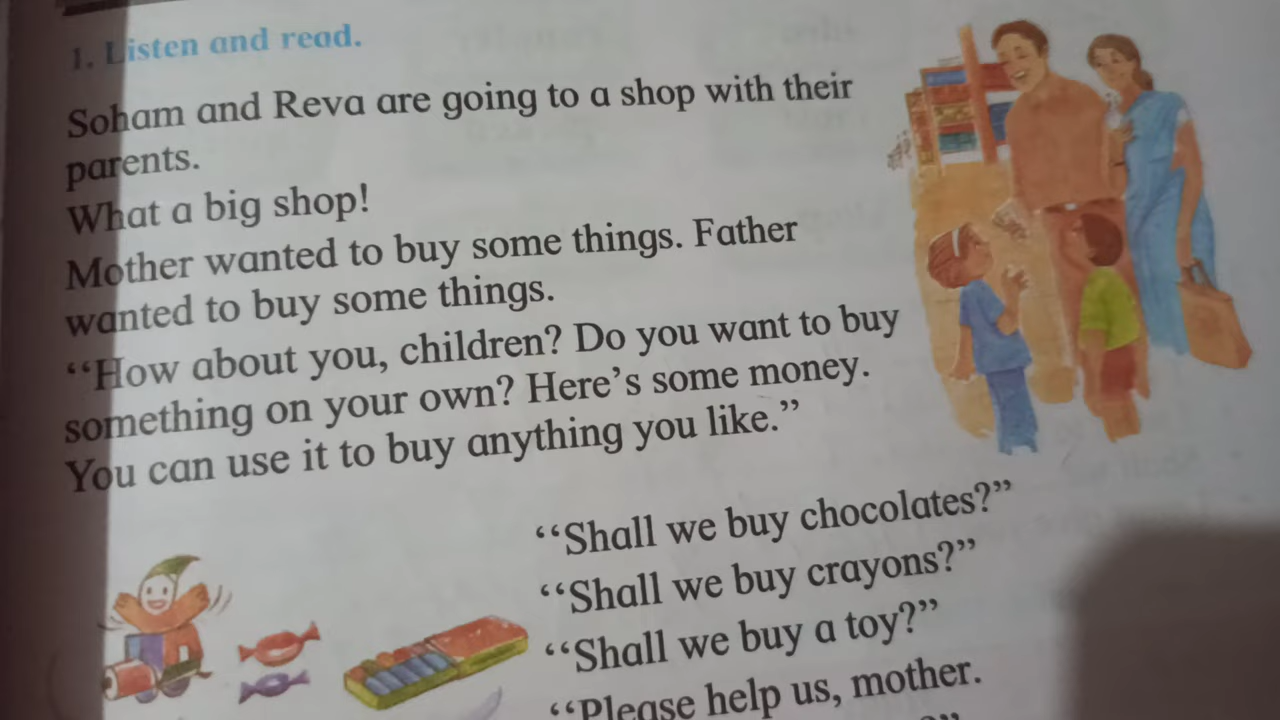 1. Listen and read.
Soham and Reva are going to a shop with their
parents.
What a big shop!
Mother wanted to buy some things. Father
wanted to buy some things.
“How about you, children? Do you want to buy
something on your own? Here’s some money.
You can use it to buy anything you like.”
“Shall we buy chocolates?”
“Shall we buy crayons?”
“Shall we buy a toy?”
“Please help us, mother.